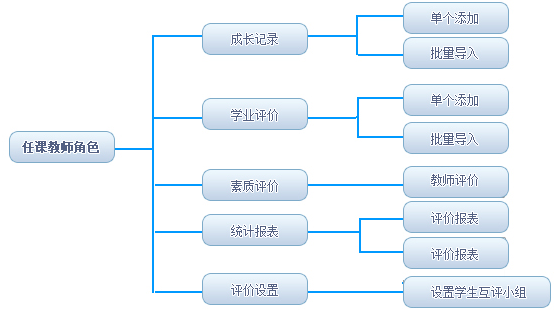 任课教师角色
成长记录
单个添加
批量导入
学业评价
单个添加
批量导入
素质评价
教师评价
统计报表
评价报表
评价报表
评价设置
设置学生互评小组